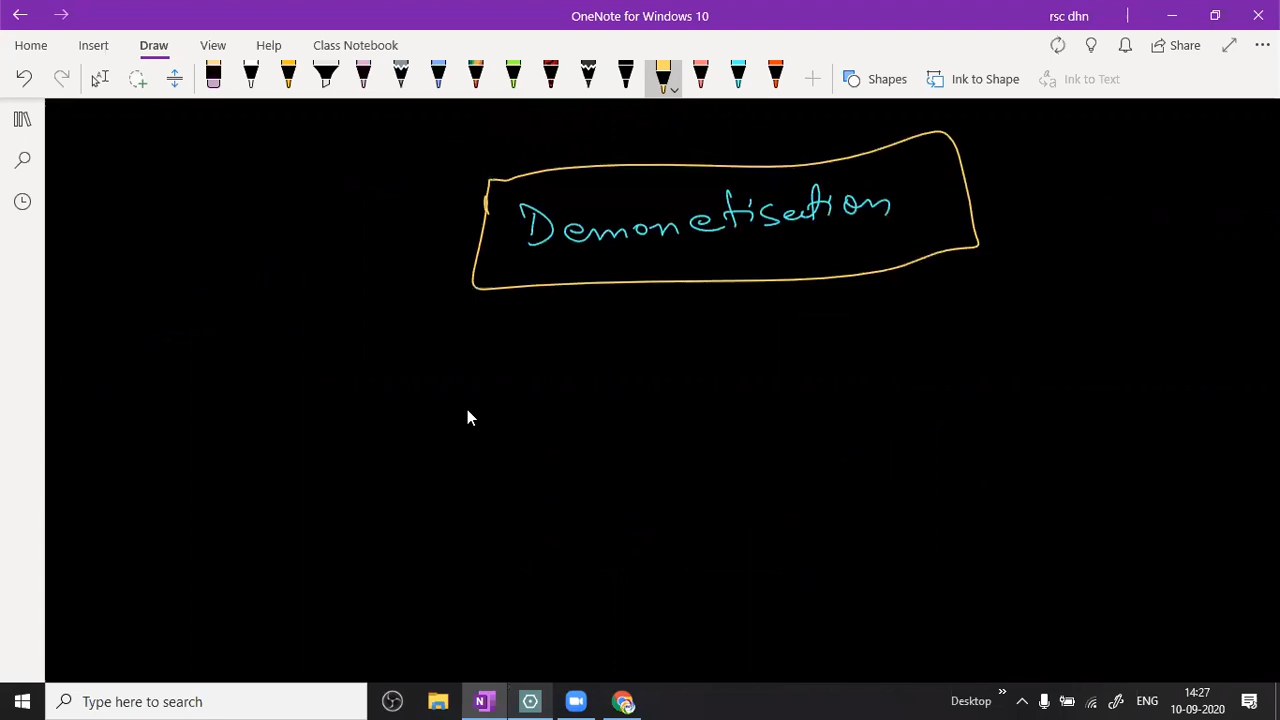 OneNote for Windows 10
rsc dhn
Home Insert Draw View Help Class Notebook
Share
Shapes
Ink to Shape
Ink to Text
Demonetisation
Type here to search
Desktop
ENG
14:27
10-09-2020